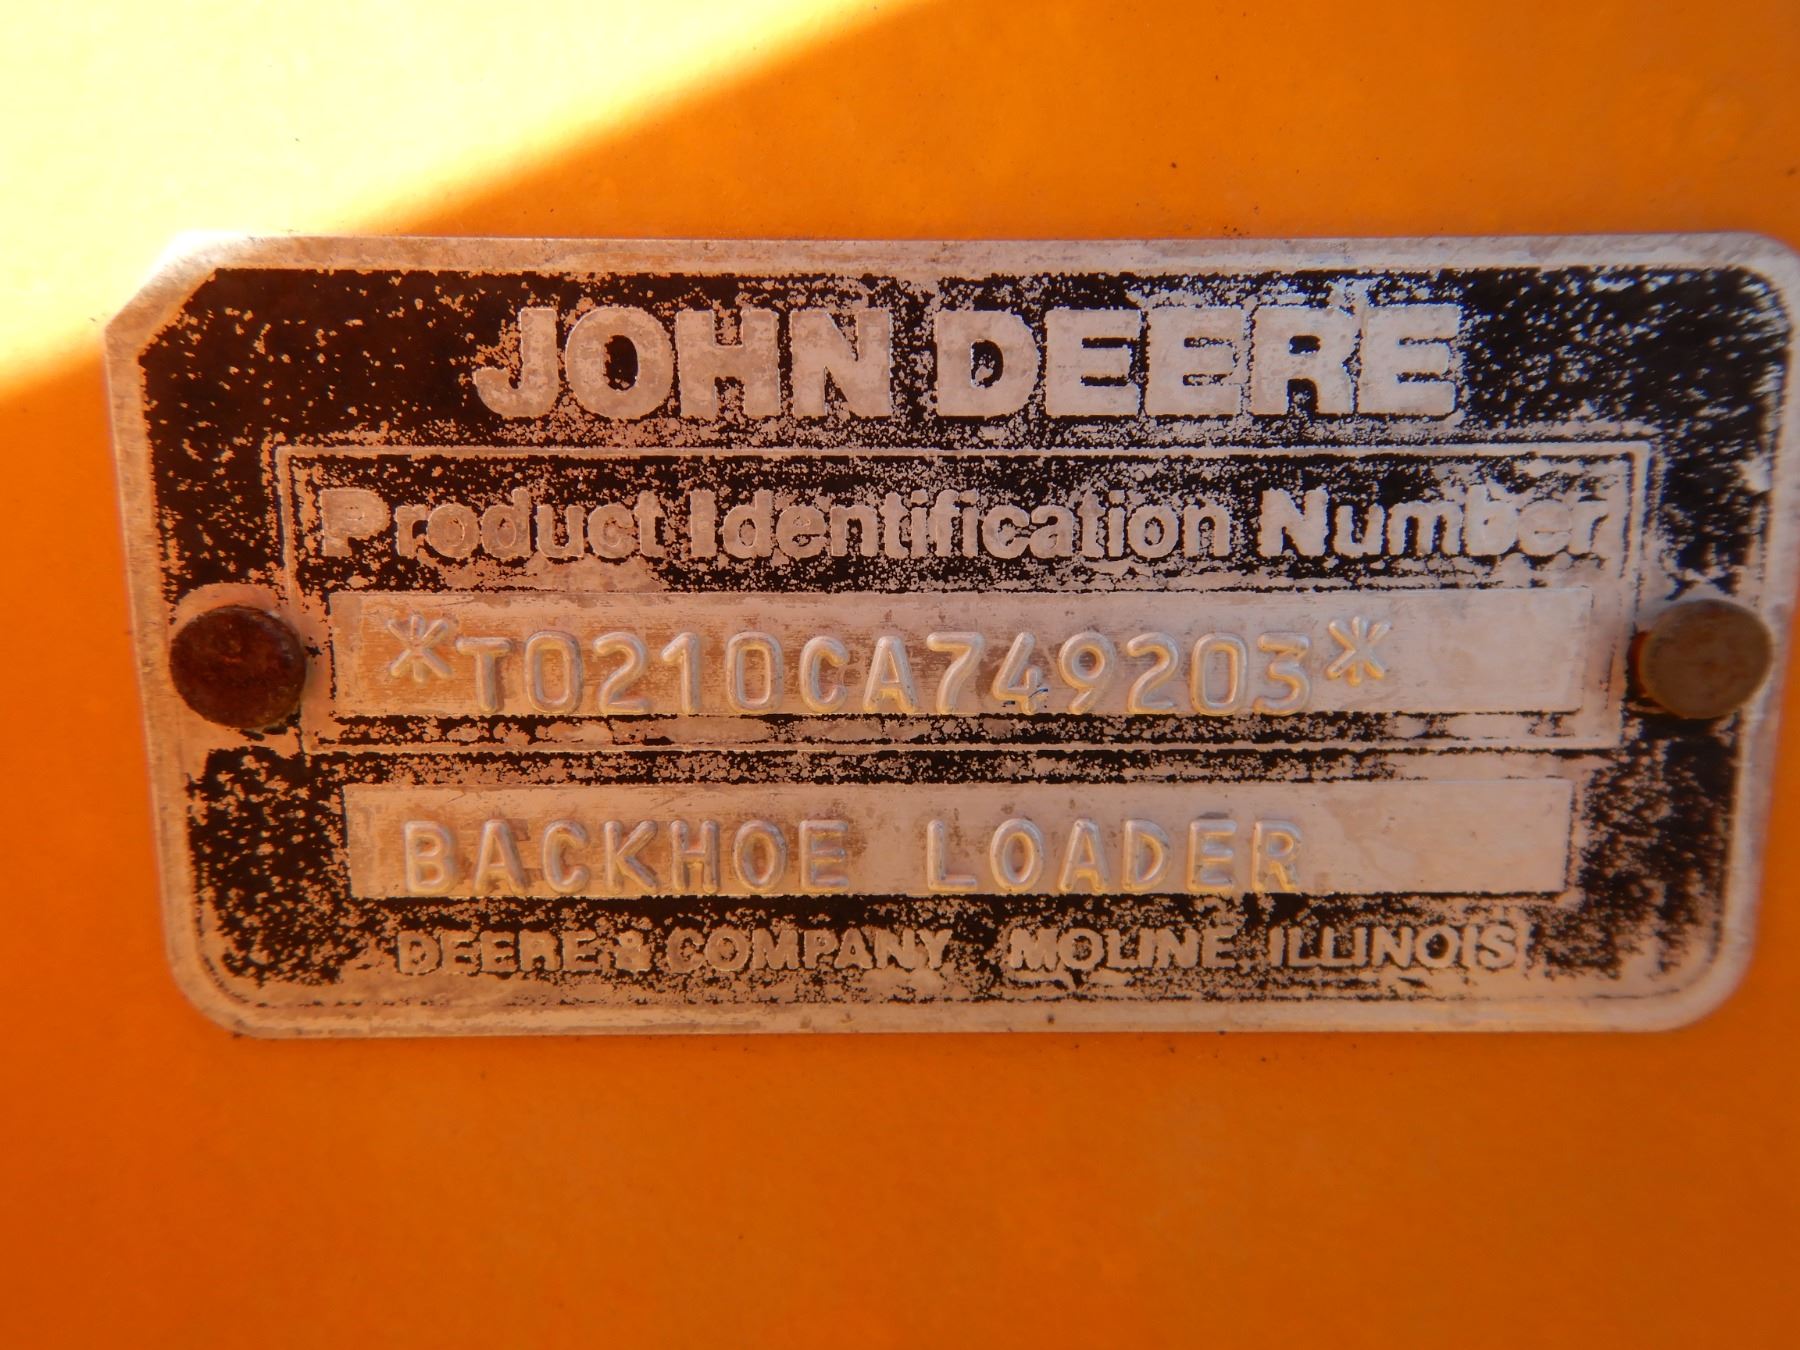 JOHN DEERE
Product Identification Number
*T0210CA749203*
BACKHOE LOADER
DEERE & COMPANY MOLINE, ILLINOIS